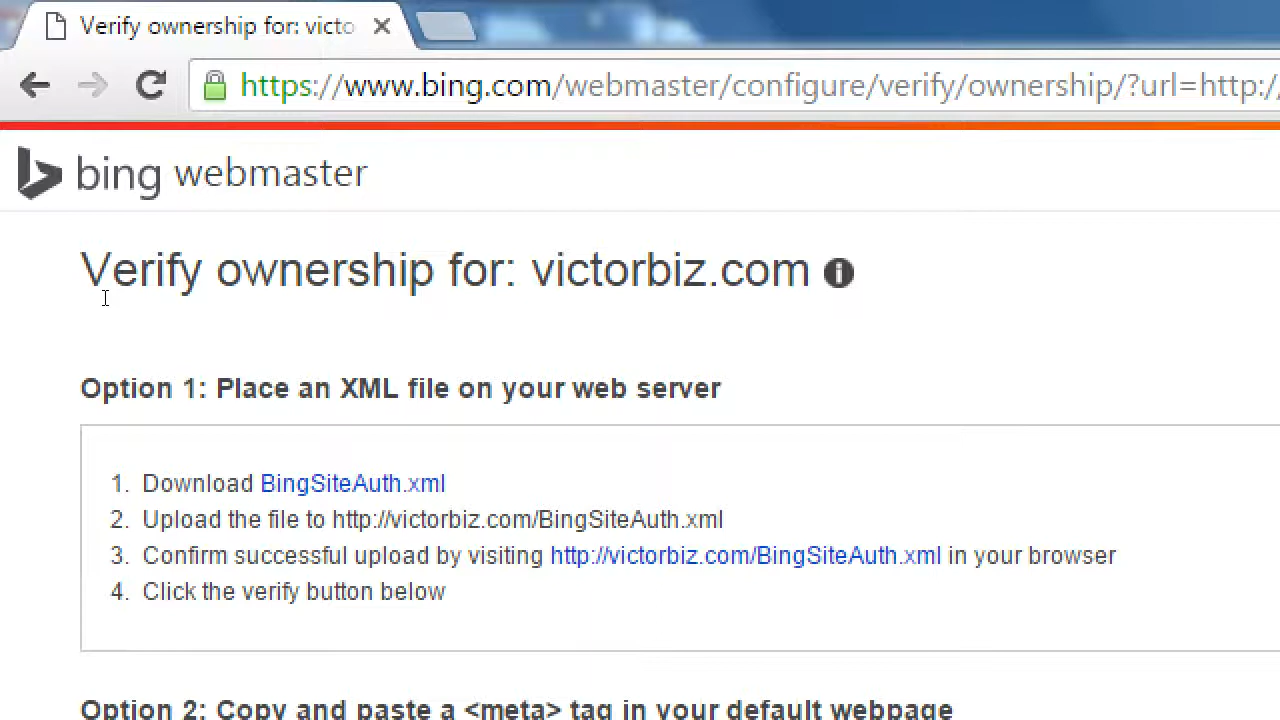 Verify ownership for: victo
https://www.bing.com/webmaster/configure/verify/ownership/?url=http:/
bing webmaster
Verify ownership for: victorbiz.com
Option 1: Place an XML file on your web server
1. Download BingSiteAuth.xml
2. Upload the file to http://victorbiz.com/BingSiteAuth.xml
3. Confirm successful upload by visiting http://victorbiz.com/BingSiteAuth.xml in your browser
4. Click the verify button below
Option 2: Copy and paste a <meta> tag in your default webpage